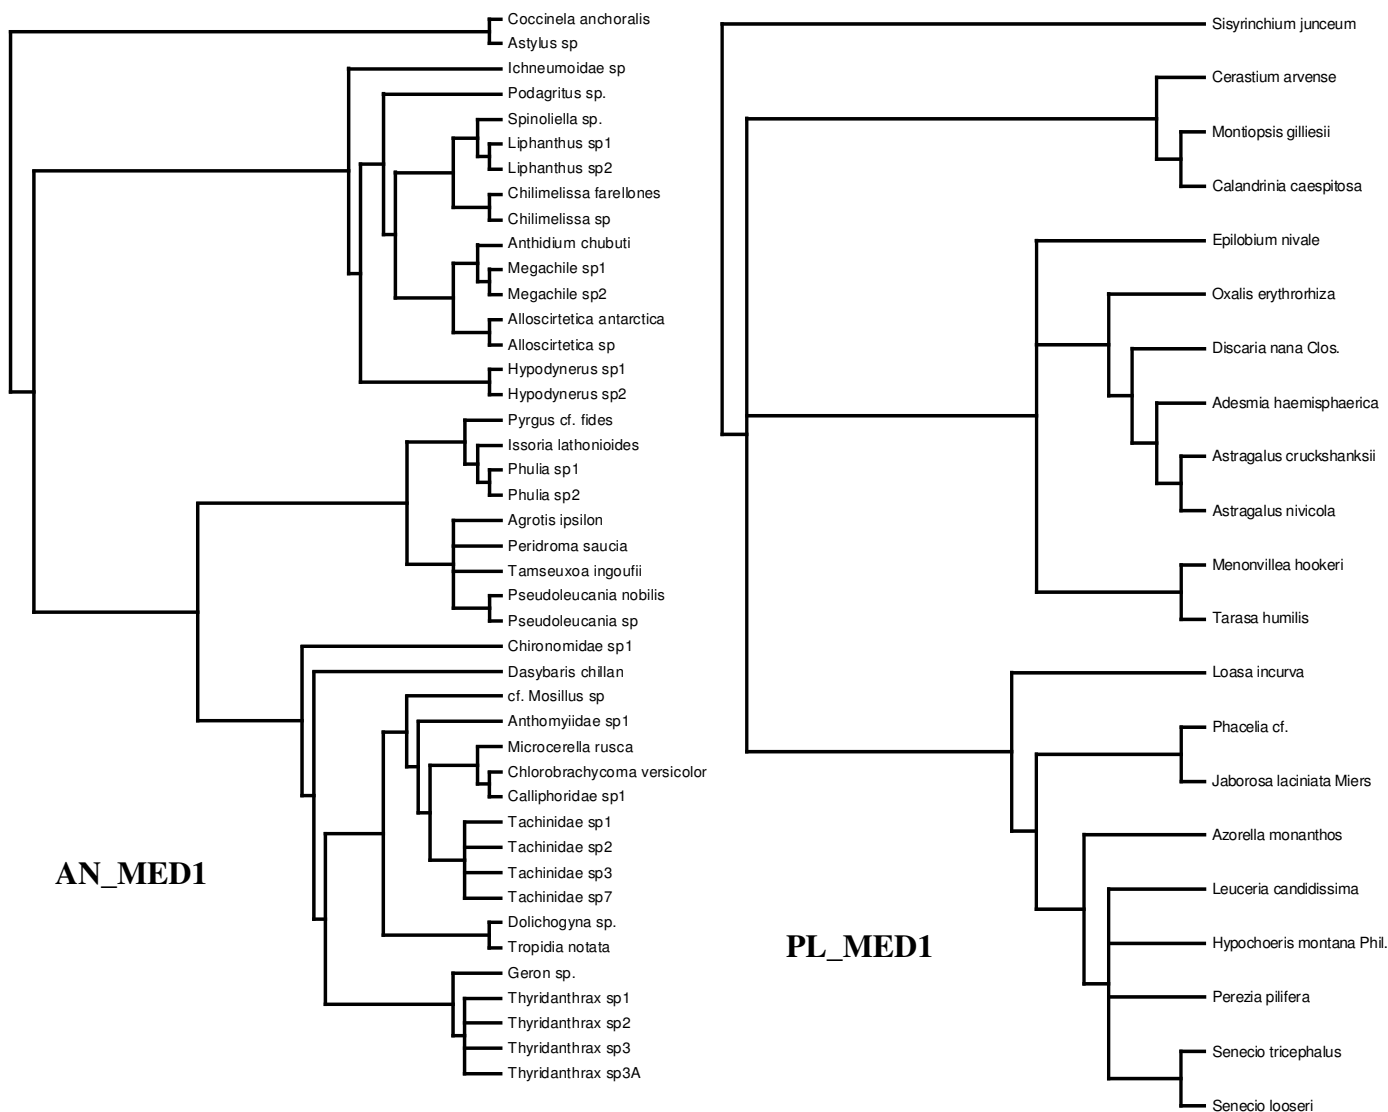 Coccinela anchoralis
Astylus sp
Ichneumoidae sp
Podagritus sp.
Spinoliella sp.
Liphanthus sp1
Liphanthus sp2
Chilimelissa farellones
Chilimelissa sp
Anthidium chubuti
Megachile sp1
Megachile sp2
Alloscirtetica antarctica
Alloscirtetica sp
Hypodynerus sp1
Hypodynerus sp2
Pyrgus cf. fides
Issoria lathonioides
Phulia sp1
Phulia sp2
Agrotis ipsilon
Peridroma saucia
Tamseuxoa ingoufii
Pseudoleucania nobilis
Pseudoleucania sp
Chironomidae sp1
Dasybaris chillan
cf. Mosillus sp
Anthomyiidae sp1
Microcerella rusca
Chlorobrachycoma versicolor
Calliphoridae sp1
Tachinidae sp1
Tachinidae sp2
Tachinidae sp3
Tachinidae sp7
Dolichogyna sp.
Tropidia notata
Geron sp.
Thyridanthrax sp1
Thyridanthrax sp2
Thyridanthrax sp3
Thyridanthrax sp3A
AN_MED1
Sisyrinchium junceum
Cerastium arvense
Montiopsis gilliesii
Calandrinia caespitosa
Epilobium nivale
Oxalis erythrorhiza
Discaria nana Clos.
Adesmia haemisphaerica
Astragalus cruckshanksii
Astragalus nivicola
Menonvillea hookeri
Tarasa humilis
Loasa incurva
Phacelia cf.
Jaborosa laciniata Miers
Azorella monanthos
Leuceria candidissima
Hypochoeris montana Phil.
Perezia pilifera
Senecio tricephalus
Senecio looseri
PL_MED1